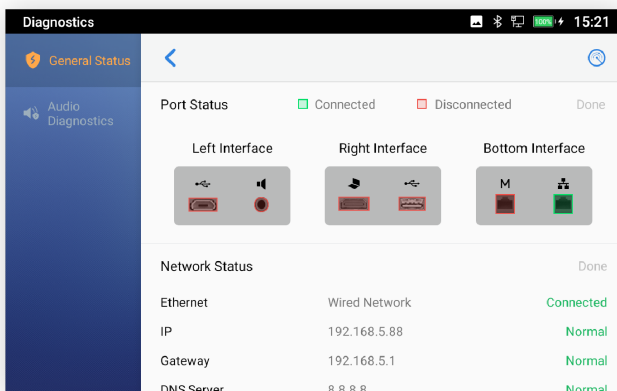 Diagnostics 100% 15:21
General Status
Audio
Diagnostics
Port Status Connected Disconnected Done
Left Interface Right Interface Bottom Interface
M
Network Status Done
Ethernet Wired Network Connected
IP 192.168.5.88 Normal
Gateway 192.168.5.1 Normal
DNS Server 8.8.8.8 Normal